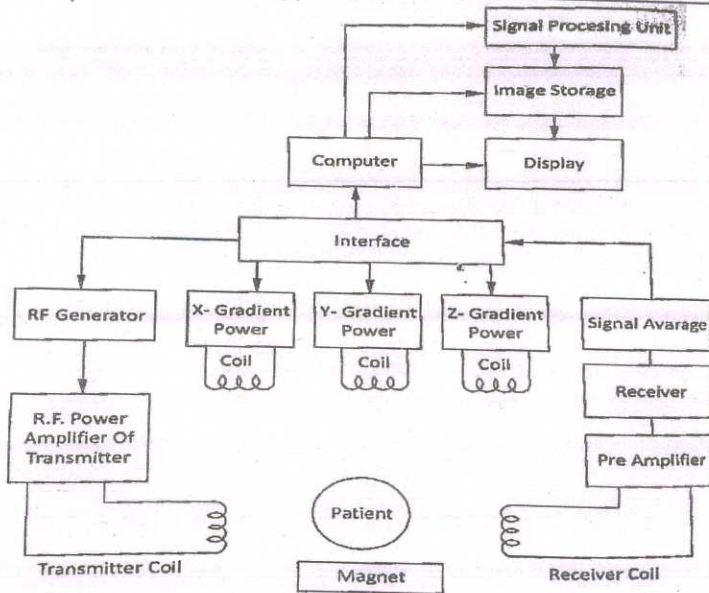 Signal Procesing Unit
Image Storage
Computer
Display
Interface
RF Generator
X- Gradient
Power
Coil
Y- Gradient
Power
Coil
Z- Gradient
Power
Coil
Signal Avarage
Receiver
Pre Amplifier
R.F. Power
Amplifier Of
Transmitter
Patient
Transmitter Coil
Magnet
Receiver Coil